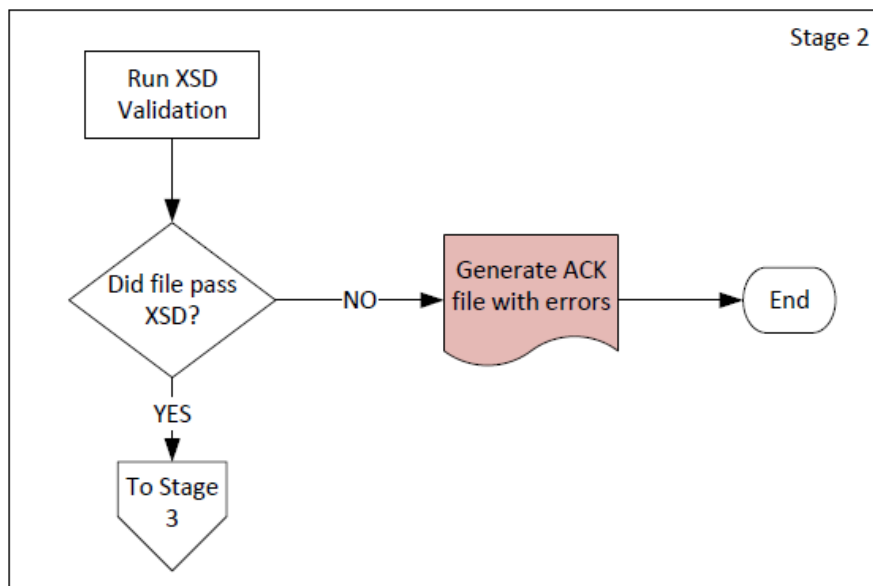 Stage 2
Run XSD
Validation
Did file pass
XSD?
NO
Generate ACK
file with errors
End
YES
To Stage
3